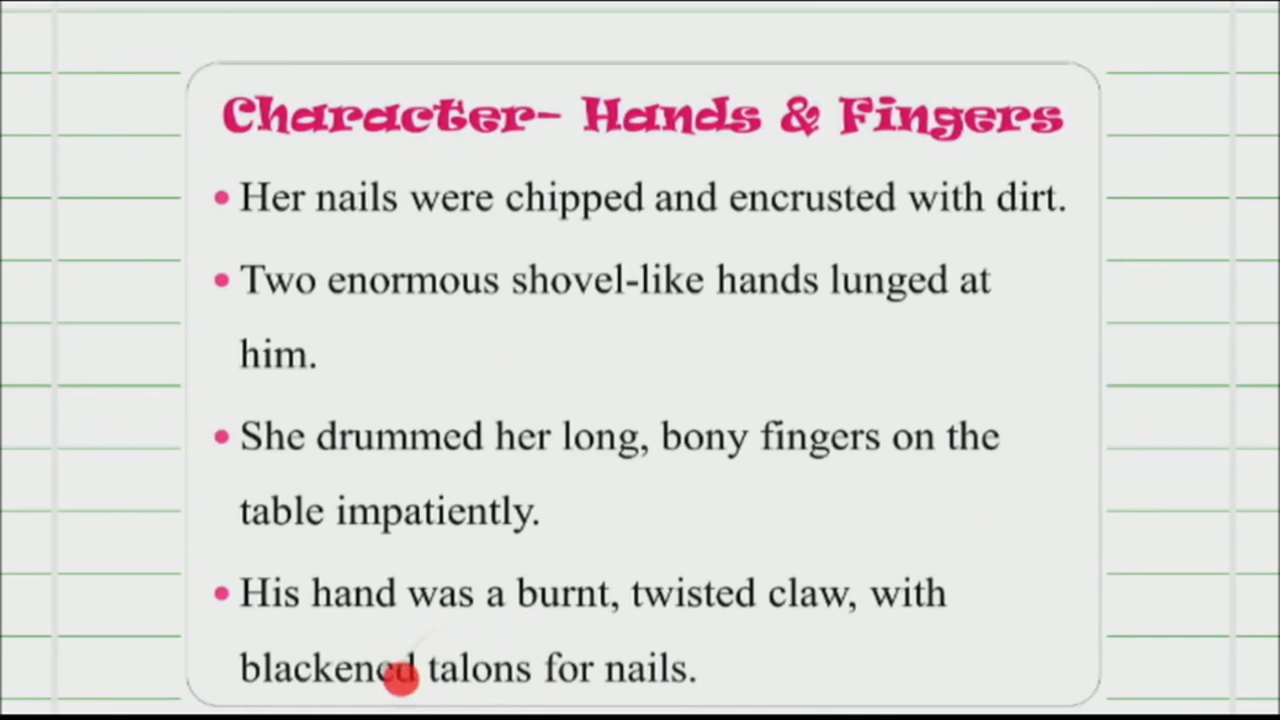 Character- Hands & Fingers
• Her nails were chipped and encrusted with dirt.
• Two enormous shovel-like hands lunged at
him.
• She drummed her long, bony fingers on the
table impatiently.
• His hand was a burnt, twisted claw, with
blackened talons for nails.